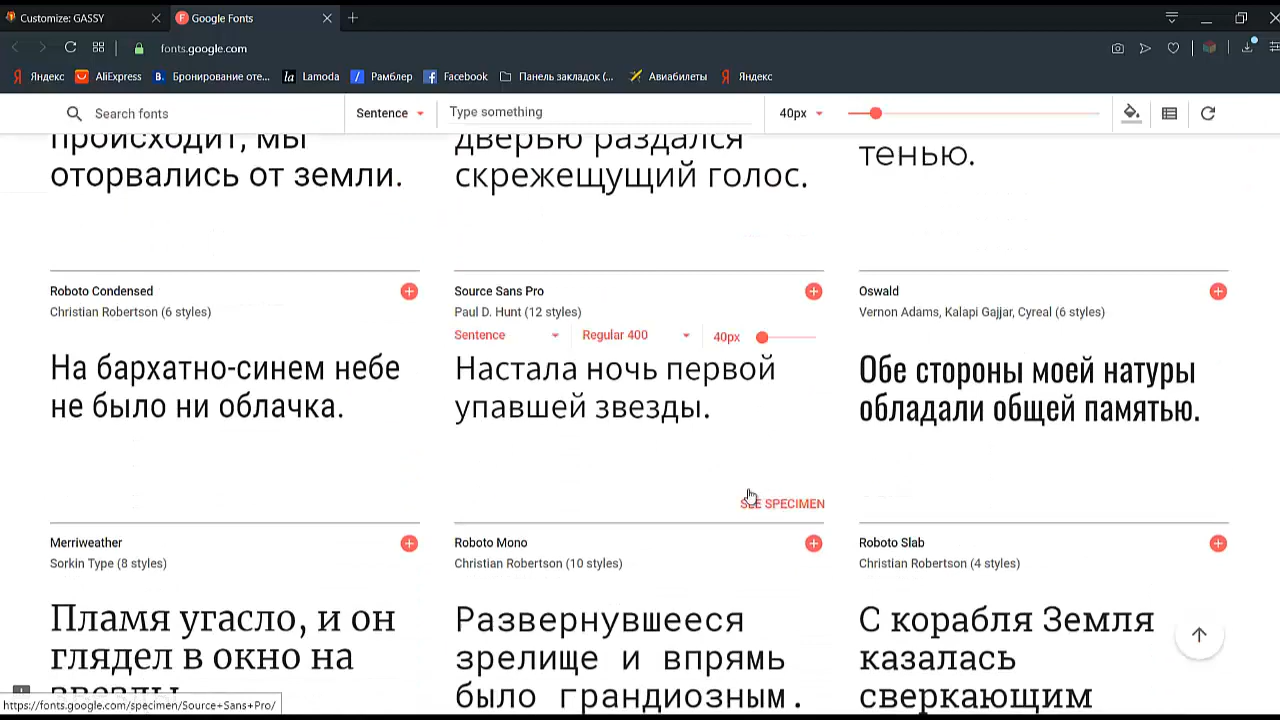 Customize: GASSY
Google Fonts
fonts.google.com
Яндекс
AliExpress
Бронирование оте...
Lamoda
Рамблер
Facebook
Панель закладок (...
Авиабилеты
Яндекс
Search fonts
Sentence
Type something
40px
происходит, мы
оторвались от земли.
дверью раздался
скрежещущий голос.
тенью.
Roboto Condensed
Christian Robertson (6 styles)
На бархатно-синем небе
не было ни облачка.
Source Sans Pro
Paul D. Hunt (12 styles)
Sentence
Regular 400
40px
Настала ночь первой
упавшей звезды.
SEE SPECIMEN
Oswald
Vernon Adams, Kalapi Gajjar, Cyreal (6 styles)
Обе стороны моей натуры
обладали общей памятью.
Merriweather
Sorkin Type (8 styles)
Пламя угасло, и он
глядел в окно на
звезды.
Roboto Mono
Christian Robertson (10 styles)
Развернувшееся
зрелище и впрямь
было грандиозным.
Roboto Slab
Christian Robertson (4 styles)
С корабля Земля
казалась
сверкающим
https://fonts.google.com/specimen/Source+Sans+Pro/